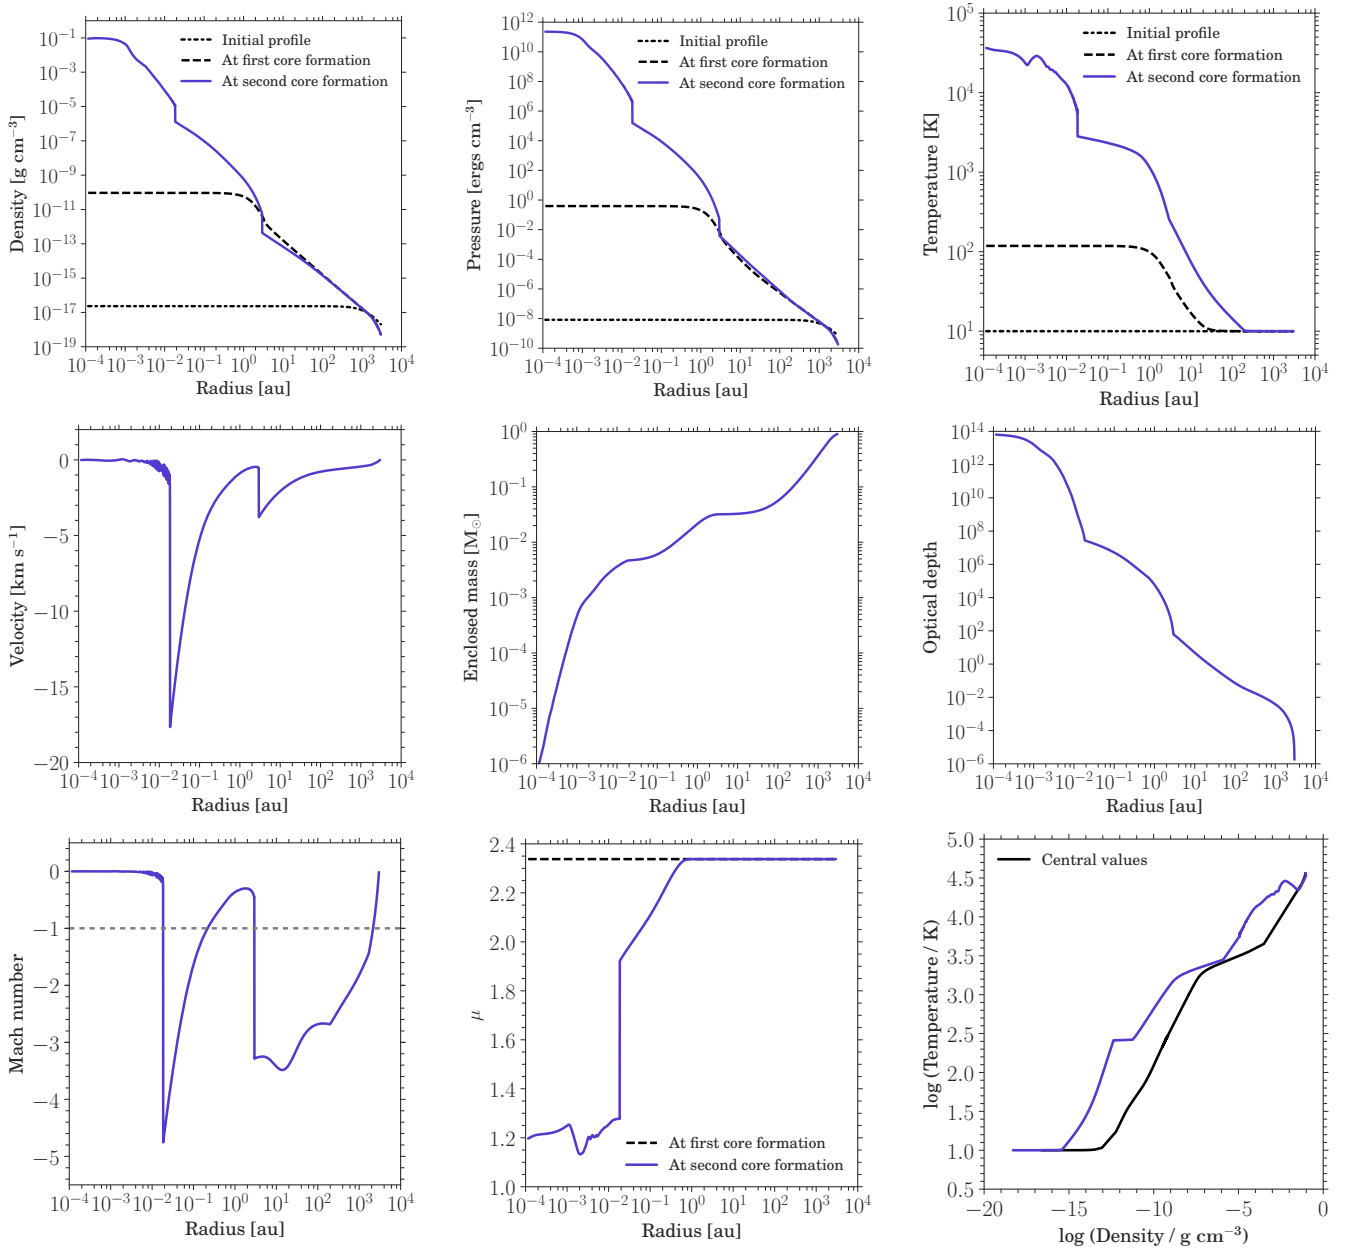 Density [g cm⁻³]
10⁻¹
10⁻³
10⁻⁵
10⁻⁷
10⁻⁹
10⁻¹¹
10⁻¹³
10⁻¹⁵
10⁻¹⁷
10⁻¹⁹
Initial profile
At first core formation
At second core formation
10⁻⁴ 10⁻³ 10⁻² 10⁻¹ 10⁰ 10¹ 10² 10³ 10⁴
Radius [au]
Pressure [ergs cm⁻³]
10¹²
10¹⁰
10⁸
10⁶
10⁴
10²
10⁰
10⁻²
10⁻⁴
10⁻⁶
10⁻⁸
10⁻¹⁰
Initial profile
At first core formation
At second core formation
10⁻⁴ 10⁻³ 10⁻² 10⁻¹ 10⁰ 10¹ 10² 10³ 10⁴
Radius [au]
Temperature [K]
10⁵
10⁴
10³
10²
10¹
Initial profile
At first core formation
At second core formation
10⁻⁴ 10⁻³ 10⁻² 10⁻¹ 10⁰ 10¹ 10² 10³ 10⁴
Radius [au]
Velocity [km s⁻¹]
0
−5
−10
−15
−20
10⁻⁴ 10⁻³ 10⁻² 10⁻¹ 10⁰ 10¹ 10² 10³ 10⁴
Radius [au]
Enclosed mass [M⊙]
10⁰
10⁻¹
10⁻²
10⁻³
10⁻⁴
10⁻⁵
10⁻⁶
10⁻⁴ 10⁻³ 10⁻² 10⁻¹ 10⁰ 10¹ 10² 10³ 10⁴
Radius [au]
Optical depth
10¹⁴
10¹²
10¹⁰
10⁸
10⁶
10⁴
10²
10⁰
10⁻²
10⁻⁴
10⁻⁶
10⁻⁴ 10⁻³ 10⁻² 10⁻¹ 10⁰ 10¹ 10² 10³ 10⁴
Radius [au]
Mach number
0
−1
−2
−3
−4
−5
10⁻⁴ 10⁻³ 10⁻² 10⁻¹ 10⁰ 10¹ 10² 10³ 10⁴
Radius [au]
μ
2.4
2.2
2.0
1.8
1.6
1.4
1.2
1.0
At first core formation
At second core formation
10⁻⁴ 10⁻³ 10⁻² 10⁻¹ 10⁰ 10¹ 10² 10³ 10⁴
Radius [au]
log (Temperature / K)
5.0
4.5
4.0
3.5
3.0
2.5
2.0
1.5
1.0
0.5
Central values
−20 −15 −10 −5 0
log (Density / g cm⁻³)